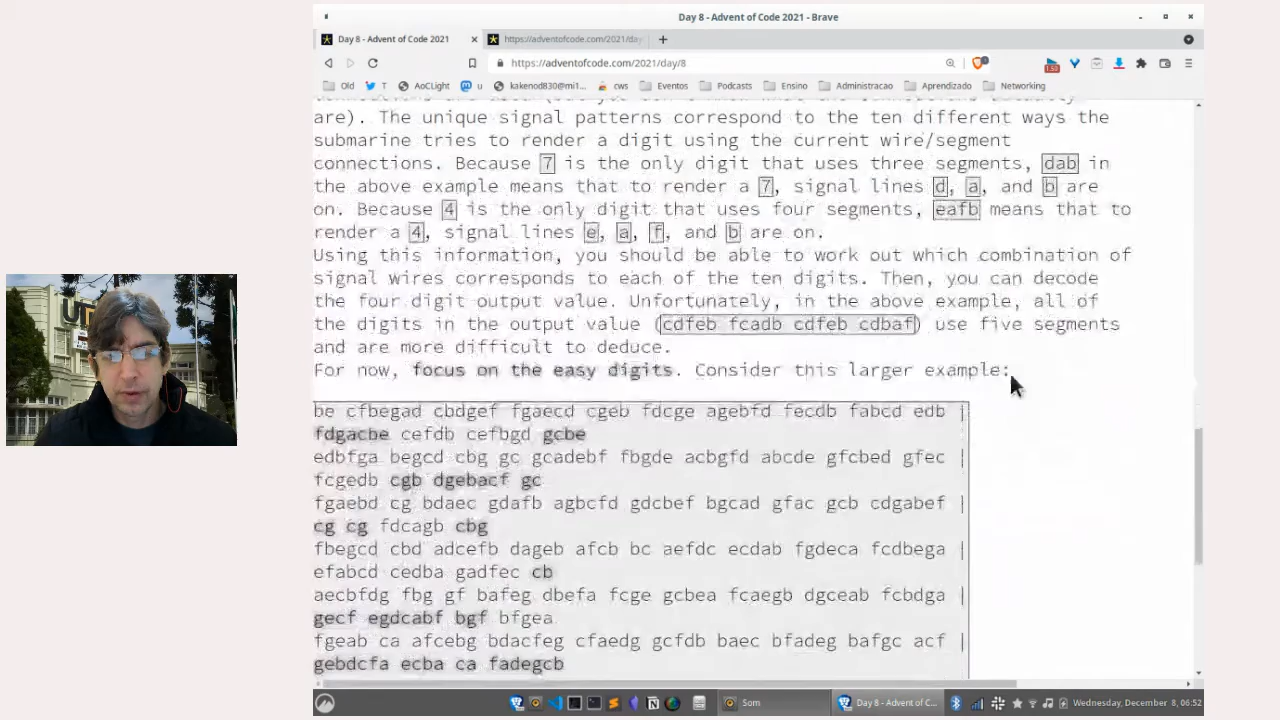 Day 8 - Advent of Code 2021 - Brave
Day 8 - Advent of Code 2021
https://adventofcode.com/2021/day
https://adventofcode.com/2021/day/8
Old T AoCLight u kakenod830@mi1... cws Eventos Podcasts Ensino Administracao Aprendizado Networking
are). The unique signal patterns correspond to the ten different ways the
submarine tries to render a digit using the current wire/segment
connections. Because 7 is the only digit that uses three segments, dab in
the above example means that to render a 7, signal lines d, a, and b are
on. Because 4 is the only digit that uses four segments, eafb means that to
render a 4, signal lines e, a, f, and b are on.
Using this information, you should be able to work out which combination of
signal wires corresponds to each of the ten digits. Then, you can decode
the four digit output value. Unfortunately, in the above example, all of
the digits in the output value (cdfeb fcadb cdfeb cdbaf) use five segments
and are more difficult to deduce.
For now, focus on the easy digits. Consider this larger example:
be cfbegad cbdgef fgaecd cgeb fdcge agebfd fecdb fabcd edb |
fdgacbe cefdb cefbgd gcbe
edbfga begcd cbg gc gcadebf fbgde acbgfd abcde gfcbed gfec |
fcgedb cgb dgebacf gc
fgaebd cg bdaec gdafb agbcfd gdcbef bgcad gfac gcb cdgabef |
cg cg fdcagb cbg
fbegcd cbd adcefb dageb afcb bc aefdc ecdab fgdeca fcdbega |
efabcd cedba gadfec cb
aecbfdg fbg gf bafeg dbefa fcge gcbea fcaegb dgceab fcbdga |
gecf egdcabf bgf bfgea
fgeab ca afcebg bdacfeg cfaedg gcfdb baec bfadeg bafgc acf |
gebdcfa ecba ca fadegcb
Som Day 8 - Advent of C... Wednesday, December 8, 06:52